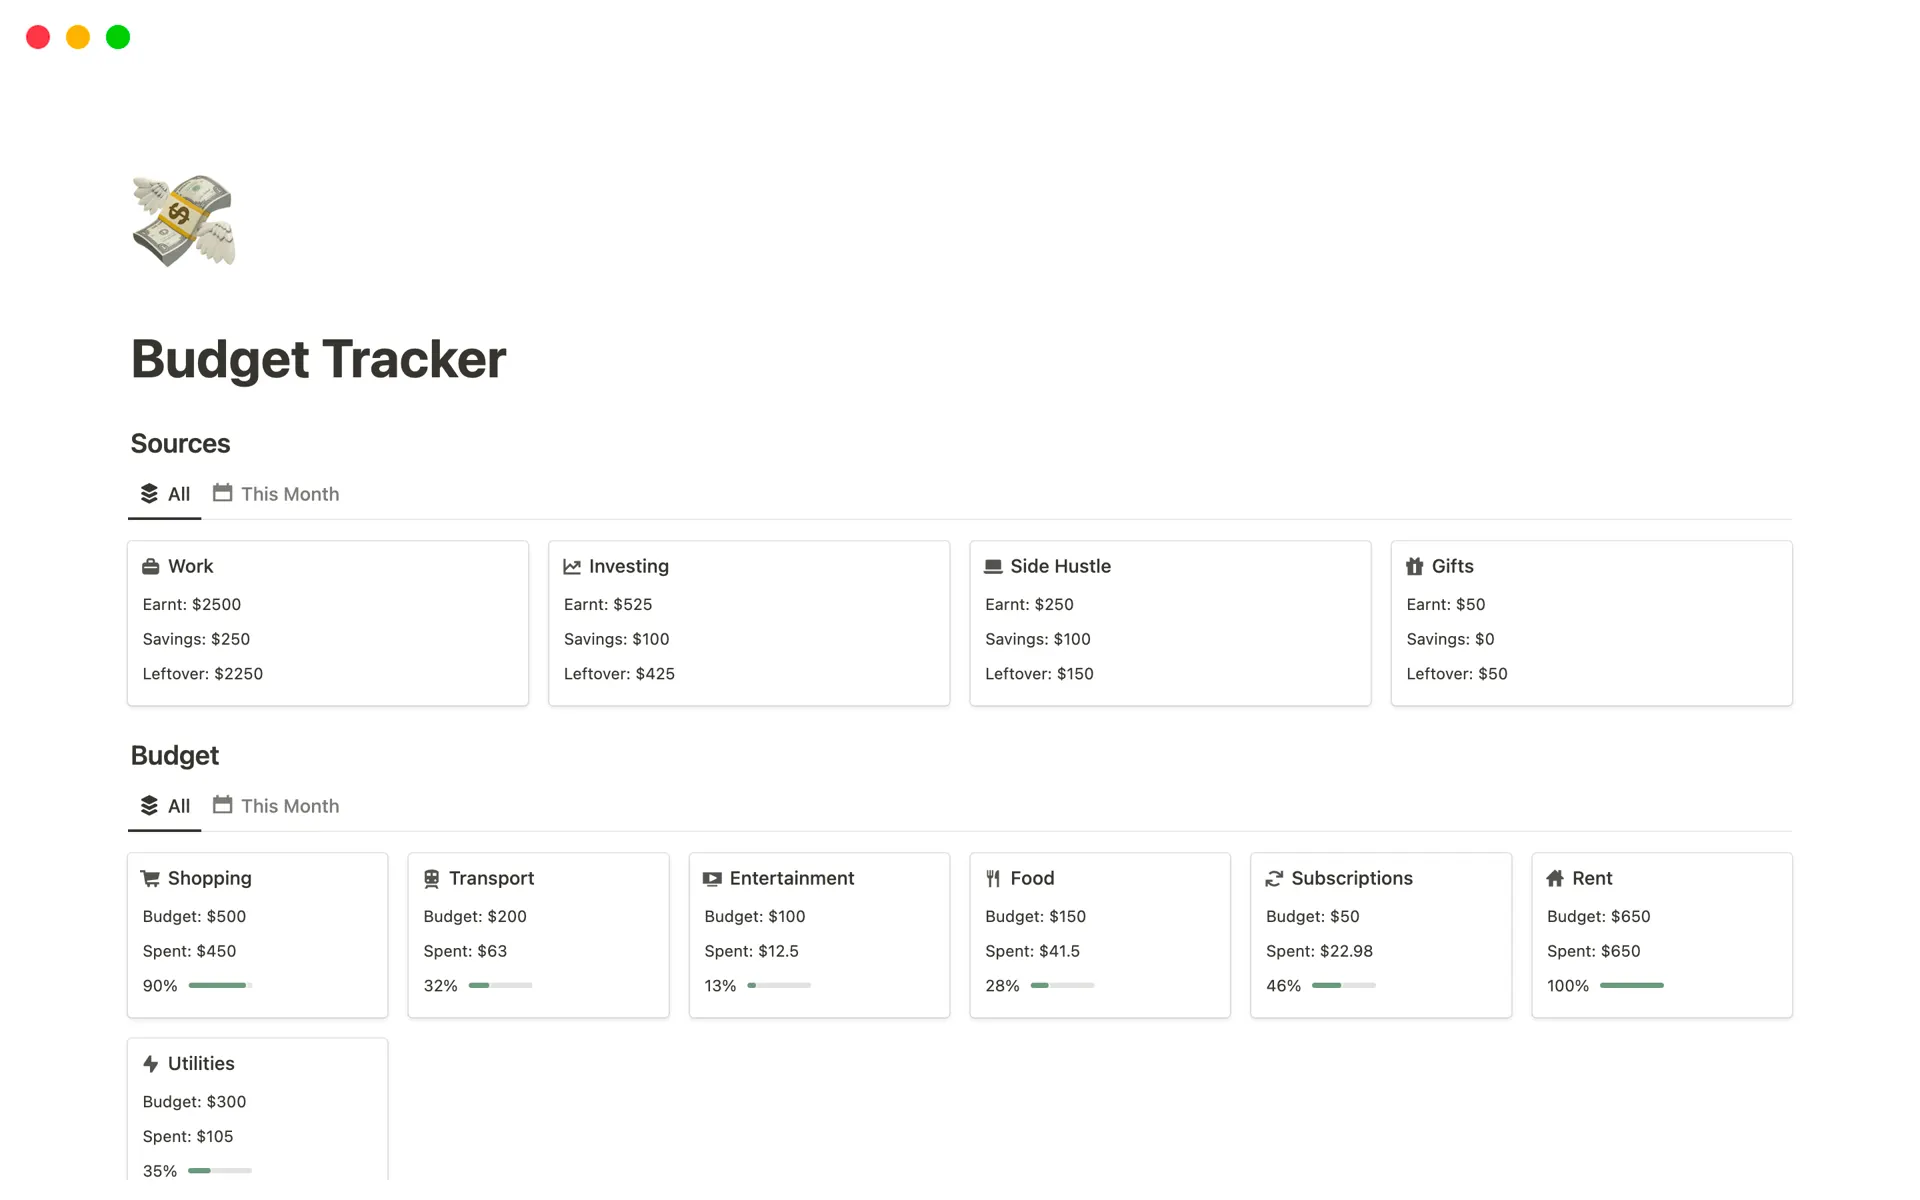 Budget Tracker
Sources
All This Month
Work
Earnt: $2500
Savings: $250
Leftover: $2250
Investing
Earnt: $525
Savings: $100
Leftover: $425
Side Hustle
Earnt: $250
Savings: $100
Leftover: $150
Gifts
Earnt: $50
Savings: $0
Leftover: $50
Budget
All This Month
Shopping
Budget: $500
Spent: $450
90%
Transport
Budget: $200
Spent: $63
32%
Entertainment
Budget: $100
Spent: $12.5
13%
Food
Budget: $150
Spent: $41.5
28%
Subscriptions
Budget: $50
Spent: $22.98
46%
Rent
Budget: $650
Spent: $650
100%
Utilities
Budget: $300
Spent: $105
35%